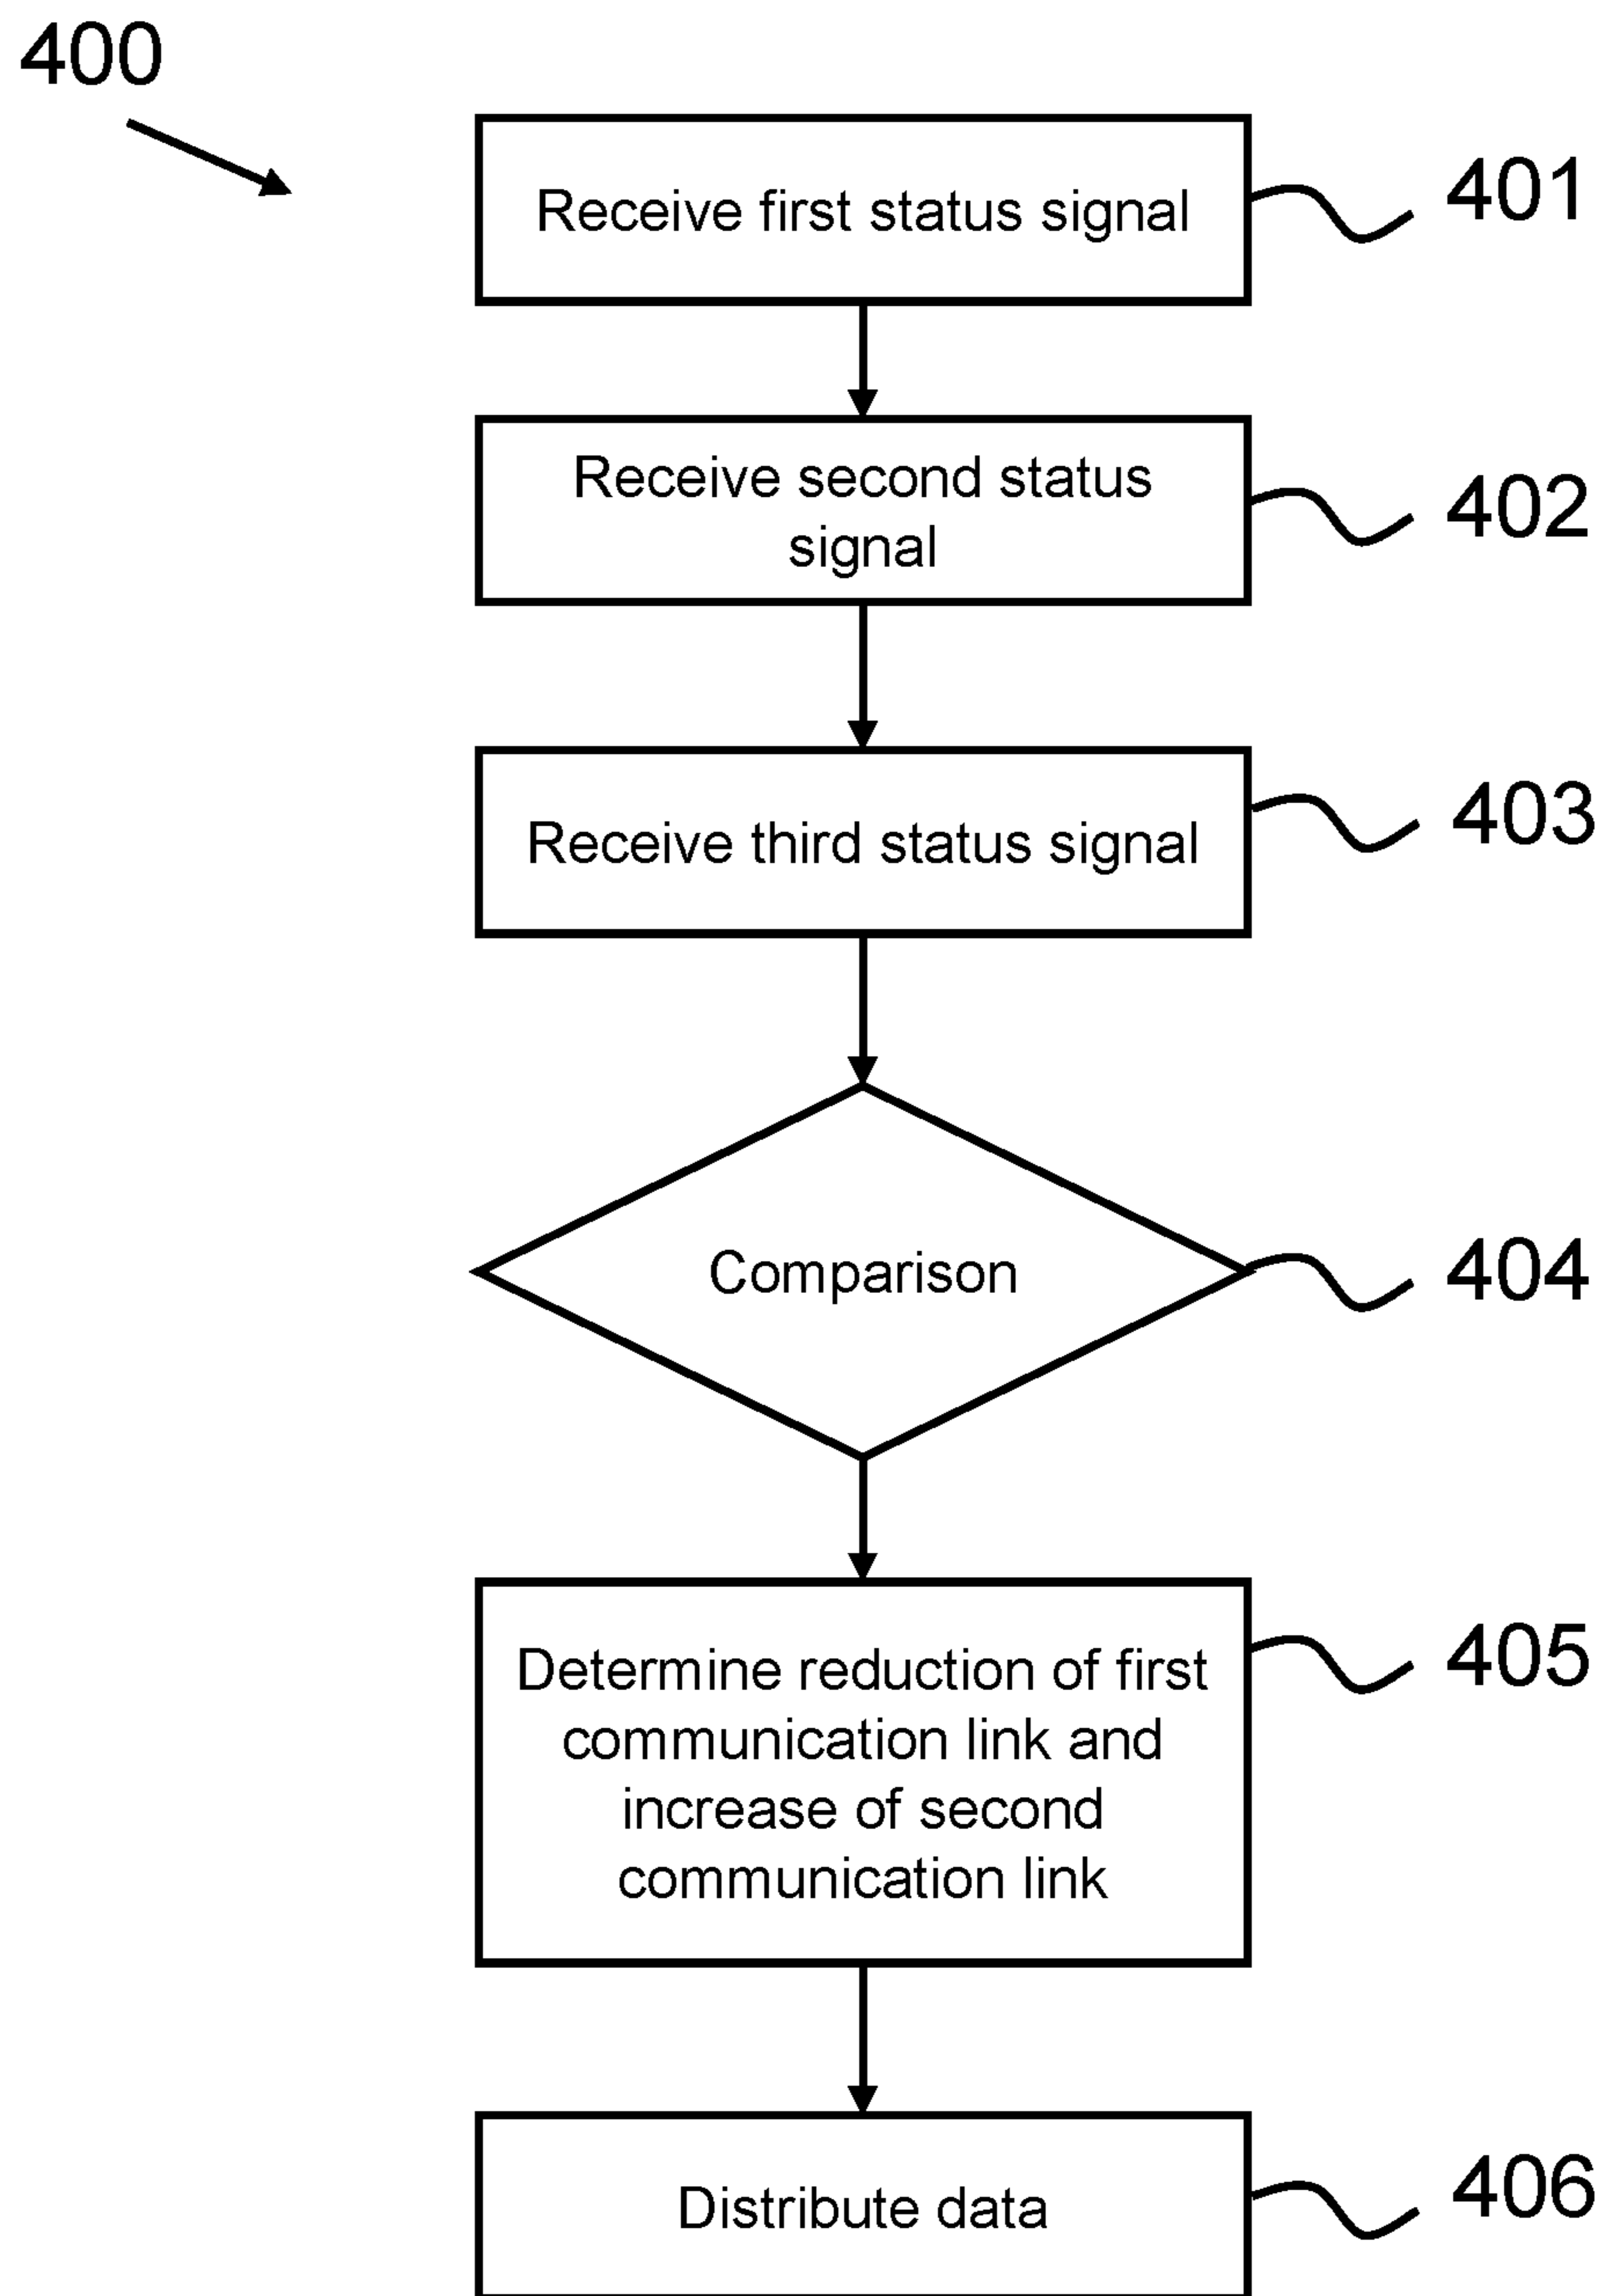 400
Receive first status signal
401
Receive second status
signal
402
Receive third status signal
403
Comparison
404
Determine reduction of first
communication link and
increase of second
communication link
405
Distribute data
406